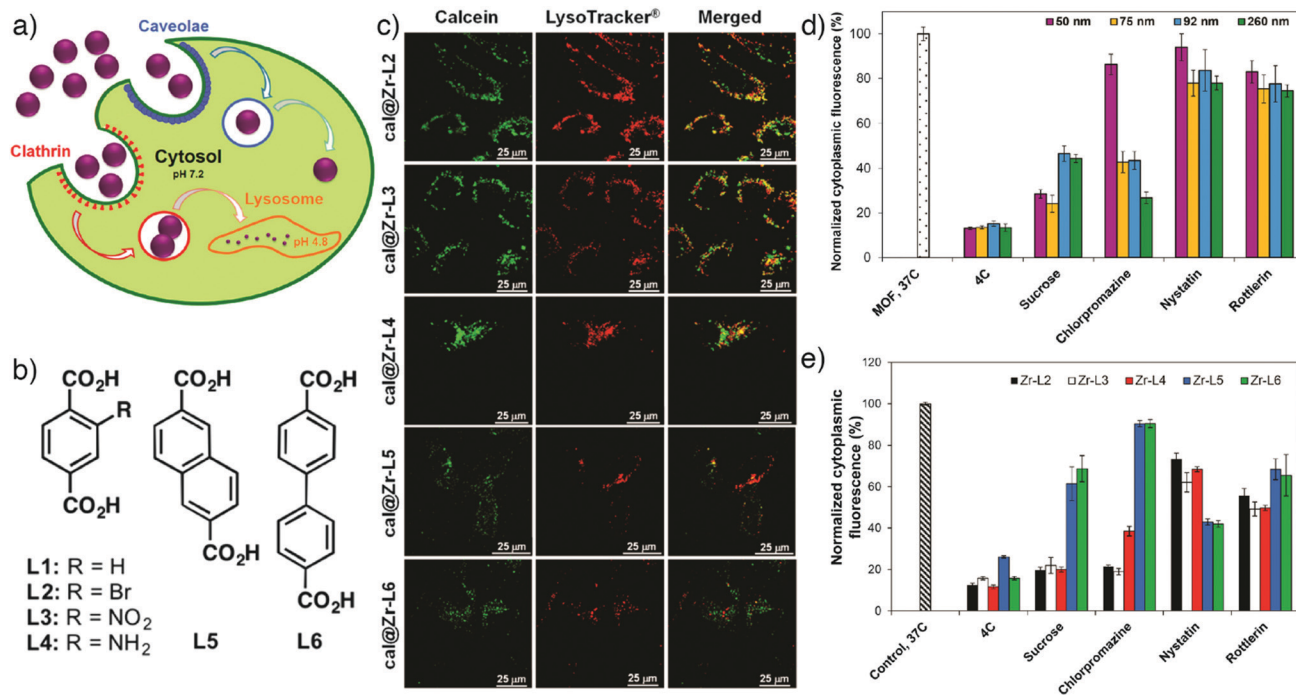 a)
Caveolae
Clathrin
Cytosol
pH 7.2
Lysosome
pH 4.8
b)
CO₂H
R
CO₂H
CO₂H
CO₂H
CO₂H
CO₂H
L1: R = H
L2: R = Br
L3: R = NO₂
L4: R = NH₂
L5
L6
c)
Calcein
LysoTracker®
Merged
cal@Zr-L2
25 µm
25 µm
25 µm
cal@Zr-L3
25 µm
25 µm
25 µm
cal@Zr-L4
25 µm
25 µm
25 µm
cal@Zr-L5
25 µm
25 µm
25 µm
cal@Zr-L6
25 µm
25 µm
25 µm
d)
50 nm
75 nm
92 nm
260 nm
Normalized cytoplasmic fluorescence (%)
100
80
60
40
20
0
MOF, 37C
4C
Sucrose
Chlorpromazine
Nystatin
Rottlerin
e)
Zr-L2
Zr-L3
Zr-L4
Zr-L5
Zr-L6
Normalized cytoplasmic
fluorescence (%)
120
100
80
60
40
20
0
Control, 37C
4C
Sucrose
Chlorpromazine
Nystatin
Rottlerin